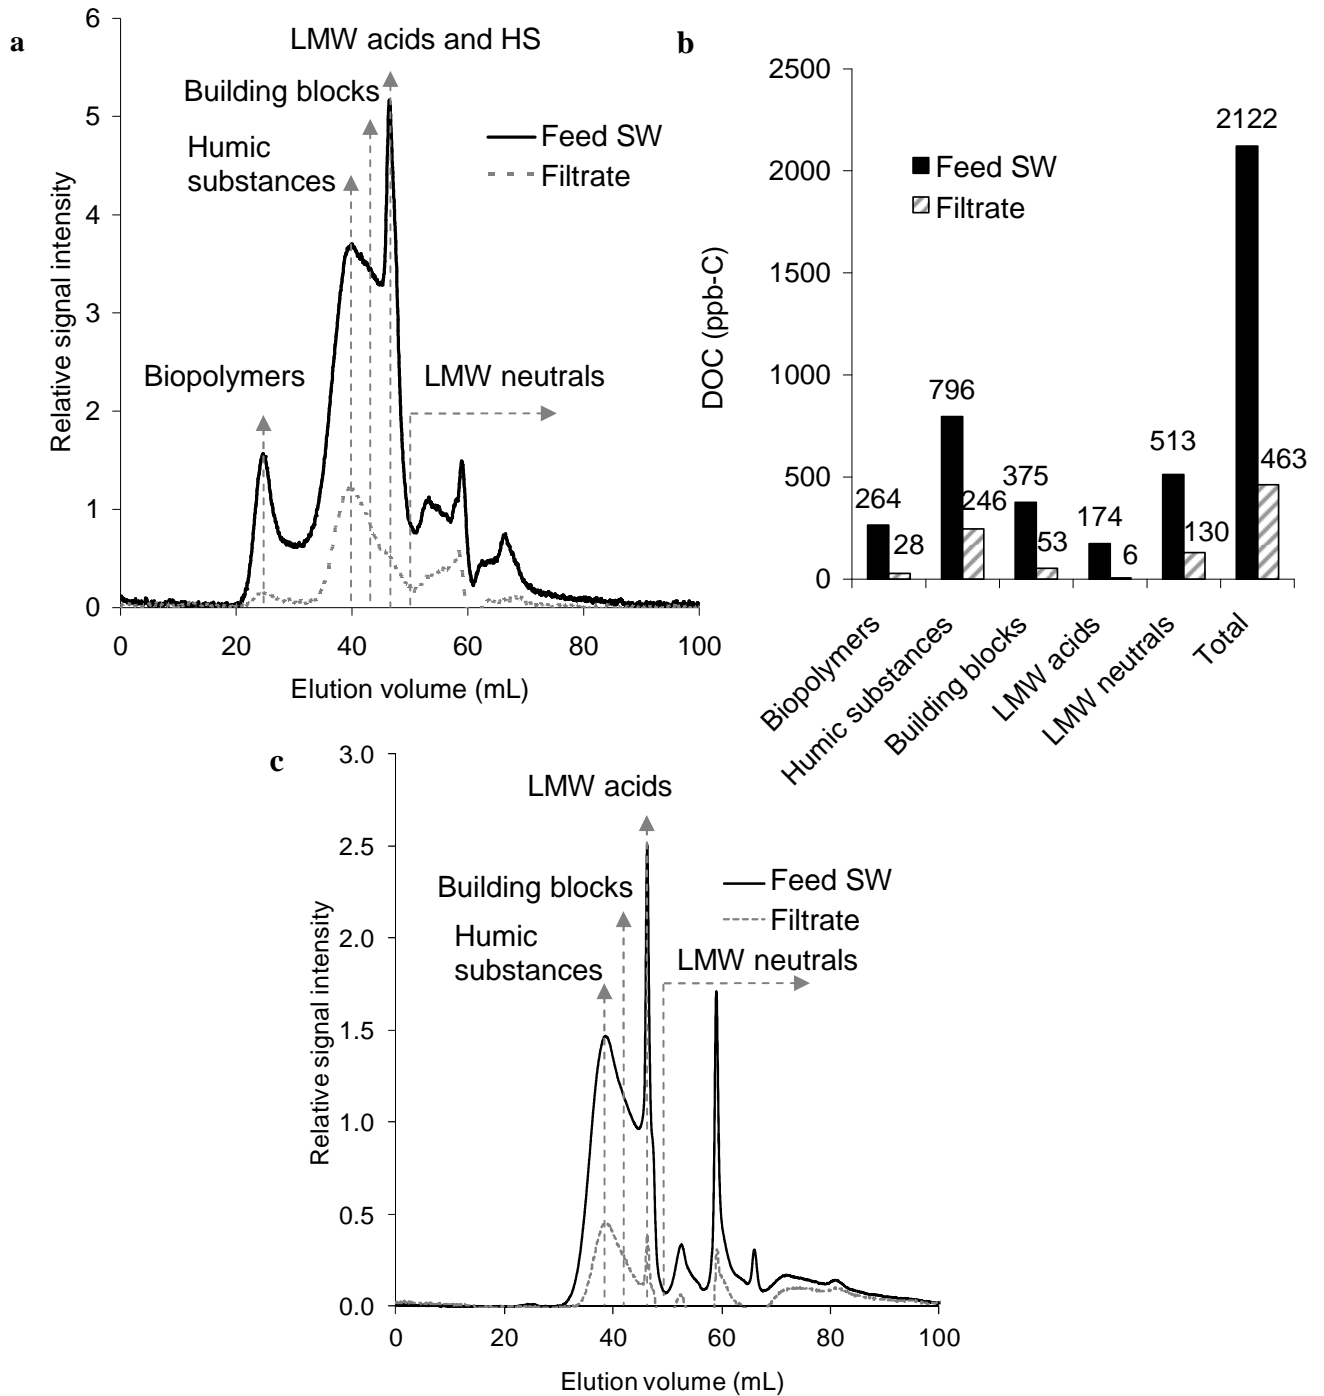 a
6
5
4
3
2
1
0
Relative signal intensity
LMW acids and HS
Building blocks
Humic
substances
Biopolymers
LMW neutrals
Feed SW
Filtrate
0 20 40 60 80 100
Elution volume (mL)
b
2500
2000
1500
1000
500
0
DOC (ppb-C)
Feed SW
Filtrate
264
28
796
246
375
53
174
6
513
130
2122
463
Biopolymers
Humic substances
Building blocks
LMW acids
LMW neutrals
Total
c
3.0
2.5
2.0
1.5
1.0
0.5
0.0
Relative signal intensity
LMW acids
Building blocks
Humic
substances
LMW neutrals
Feed SW
Filtrate
0 20 40 60 80 100
Elution volume (mL)